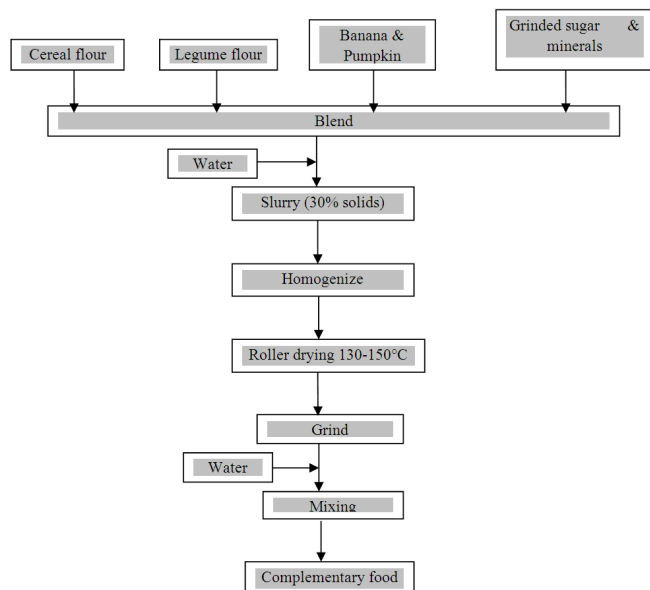 Cereal flour
Legume flour
Banana &
Pumpkin
Grinded sugar &
minerals
Blend
Water
Slurry (30% solids)
Homogenize
Roller drying 130-150°C
Grind
Water
Mixing
Complementary food